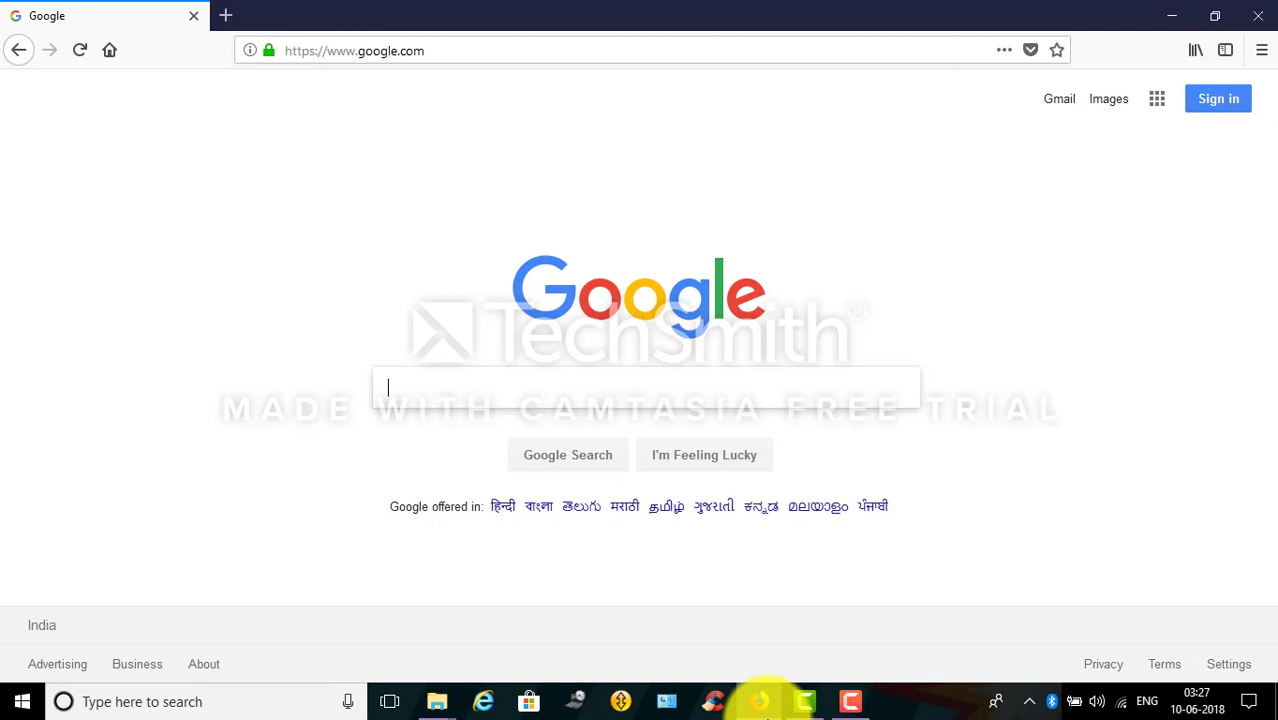 Google
https://www.google.com
Gmail Images Sign in
Google
TechSmith®
MADE WITH CAMTASIA FREE TRIAL
Google Search I'm Feeling Lucky
Google offered in: हिन्दी বাংলা తెలుగు मराठी தமிழ் ગુજરાતી ಕನ್ನಡ മലയാളം ਪੰਜਾਬੀ
India
Advertising Business About Privacy Terms Settings
Type here to search ENG 03:27
10-06-2018